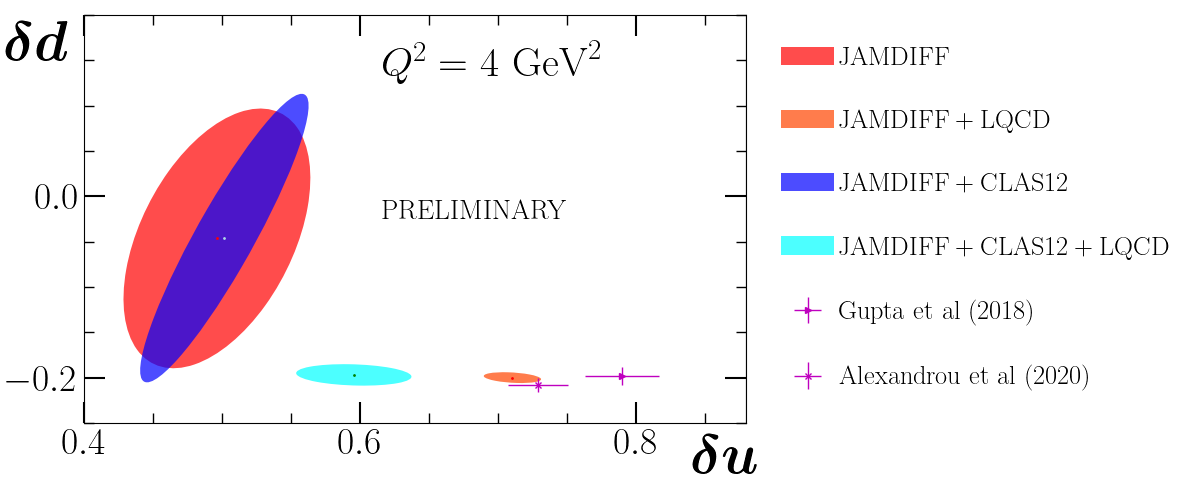 δd
Q² = 4 GeV²
PRELIMINARY
0.0
−0.2
0.4
0.6
0.8
δu
JAMDIFF
JAMDIFF + LQCD
JAMDIFF + CLAS12
JAMDIFF + CLAS12 + LQCD
Gupta et al (2018)
Alexandrou et al (2020)